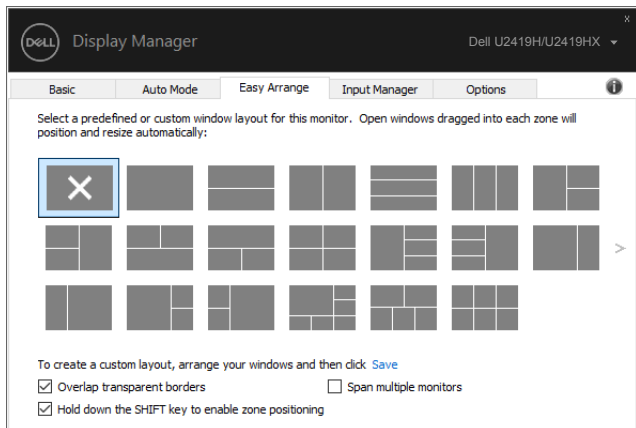 x
DELL Display Manager Dell U2419H/U2419HX
Basic Auto Mode Easy Arrange Input Manager Options
Select a predefined or custom window layout for this monitor. Open windows dragged into each zone will
position and resize automatically:
>
To create a custom layout, arrange your windows and then click Save
Overlap transparent borders Span multiple monitors
Hold down the SHIFT key to enable zone positioning